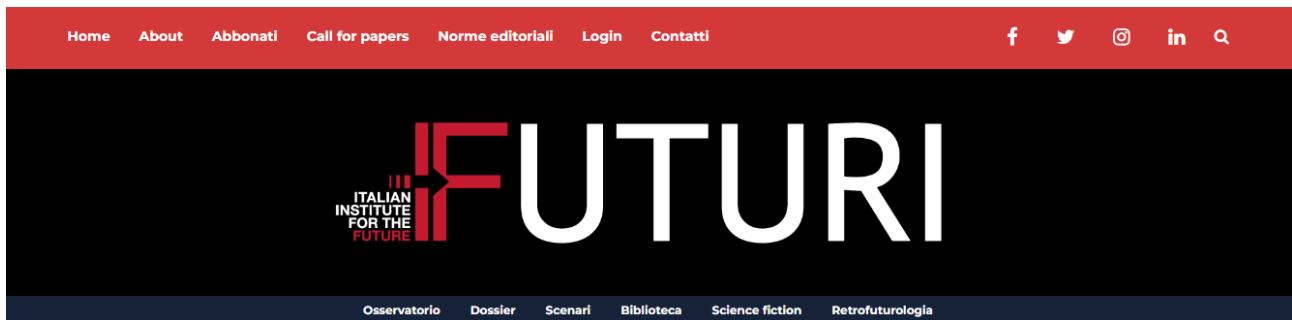 Home About Abbonati Call for papers Norme editoriali Login Contatti
FUTURI
ITALIAN
INSTITUTE
FOR THE
FUTURE
Osservatorio Dossier Scenari Biblioteca Science fiction Retrofuturologia